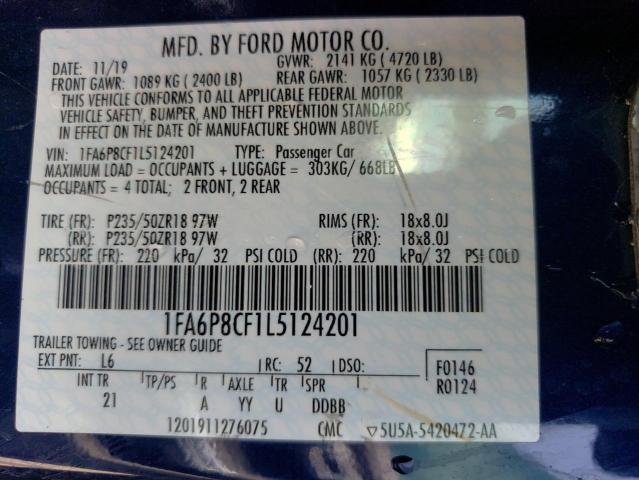 MFD. BY FORD MOTOR CO.
DATE: 11/19 GVWR: 2141 KG (4720 LB)
FRONT GAWR: 1089 KG (2400 LB) REAR GAWR: 1057 KG (2330 LB)
THIS VEHICLE CONFORMS TO ALL APPLICABLE FEDERAL MOTOR
VEHICLE SAFETY, BUMPER, AND THEFT PREVENTION STANDARDS
IN EFFECT ON THE DATE OF MANUFACTURE SHOWN ABOVE.
VIN: 1FA6P8CF1L5124201 TYPE: Passenger Car
MAXIMUM LOAD = OCCUPANTS + LUGGAGE = 303KG/ 668LB
OCCUPANTS = 4 TOTAL; 2 FRONT, 2 REAR
TIRE (FR): P235/50ZR18 97W RIMS (FR): 18x8.0J
(RR): P235/50ZR18 97W (RR): 18x8.0J
PRESSURE (FR): 220 kPa/ 32 PSI COLD (RR): 220 kPa/ 32 PSI COLD
1FA6P8CF1L5124201
TRAILER TOWING - SEE OWNER GUIDE
EXT PNT: L6 RC: 52 DSO: F0146
R0124
INT TR TP/PS R AXLE TR SPR
21 A YY U DDBB
1201911276075 CMC ▽5U5A-5420472-AA